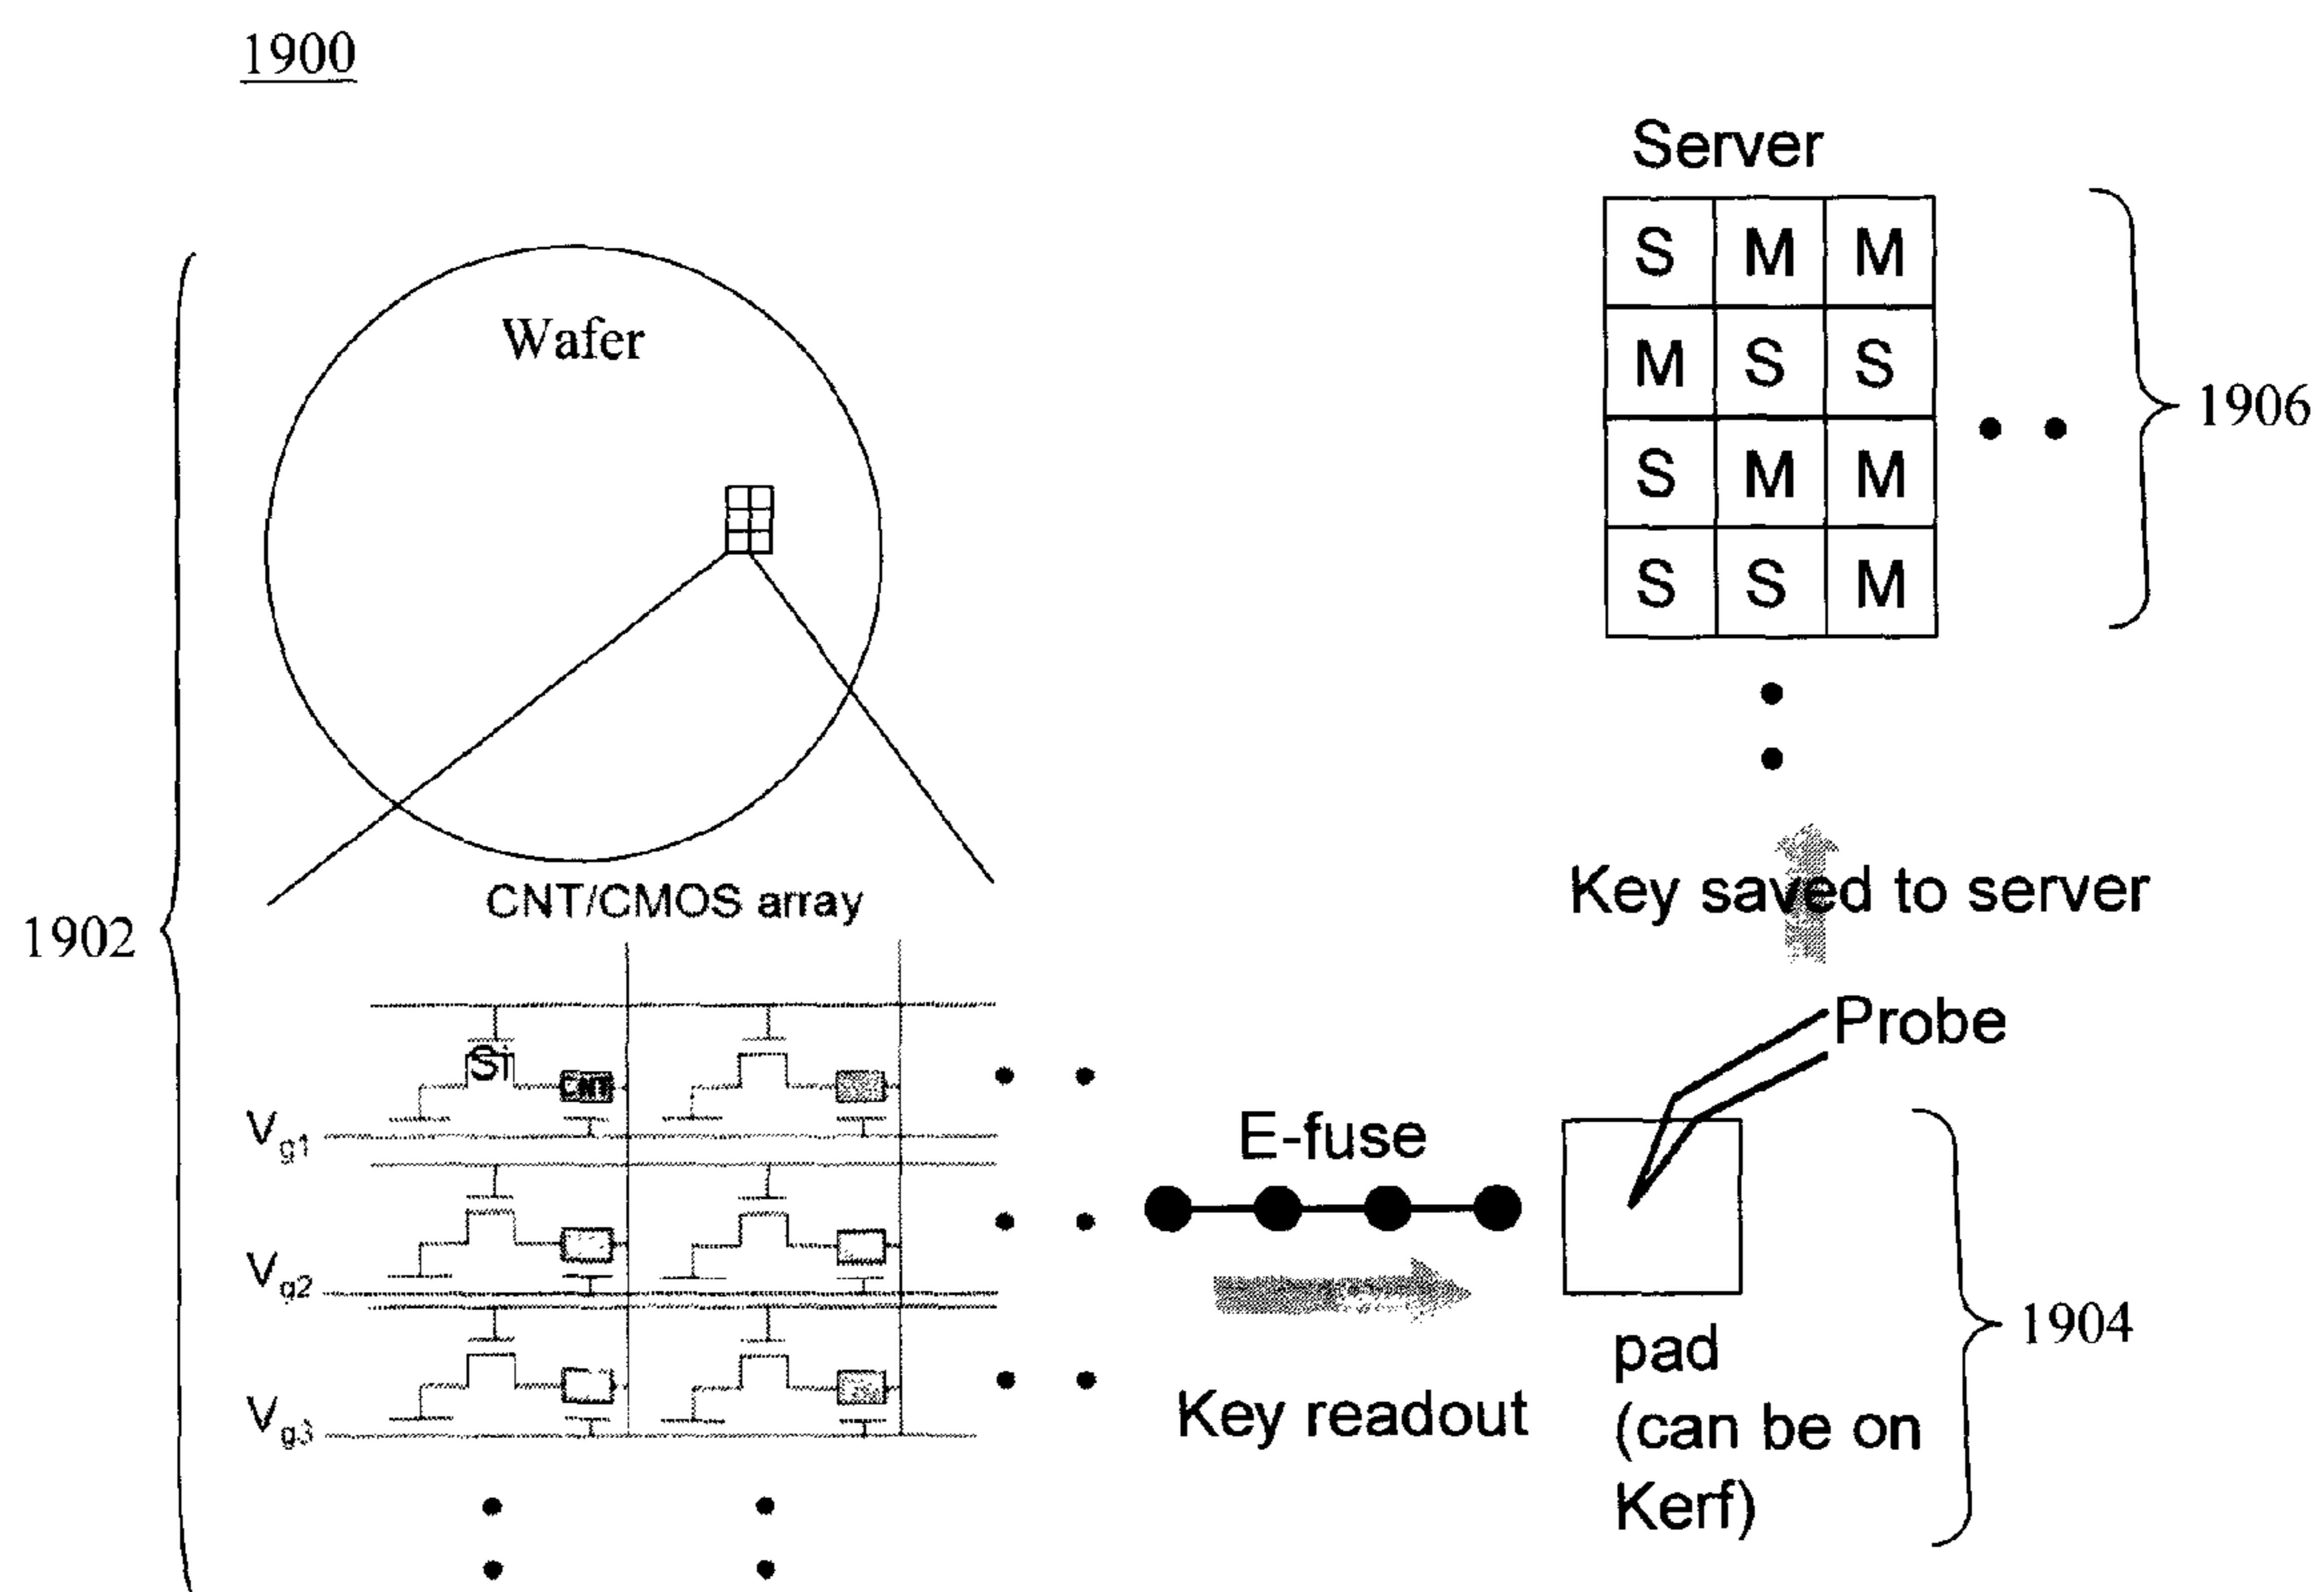 1900
Server
S M M
M S S
S M M
S S M
1906
Wafer
1902
CNT/CMOS array
Si
CNT
Vg1
Vg2
Vg3
E-fuse
Key readout
Key saved to server
Probe
pad
(can be on
Kerf)
1904